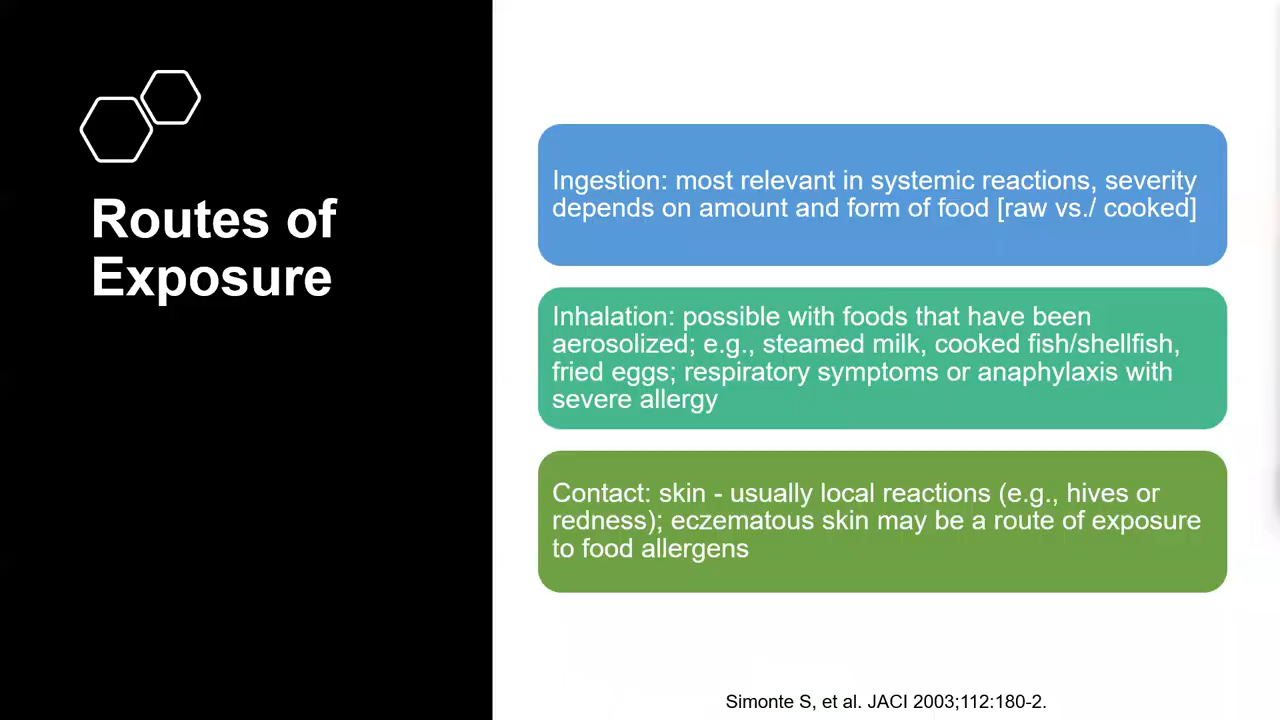 Routes of
Exposure
Ingestion: most relevant in systemic reactions, severity
depends on amount and form of food [raw vs./ cooked]
Inhalation: possible with foods that have been
aerosolized; e.g., steamed milk, cooked fish/shellfish,
fried eggs; respiratory symptoms or anaphylaxis with
severe allergy
Contact: skin - usually local reactions (e.g., hives or
redness); eczematous skin may be a route of exposure
to food allergens
Simonte S, et al. JACI 2003;112:180-2.